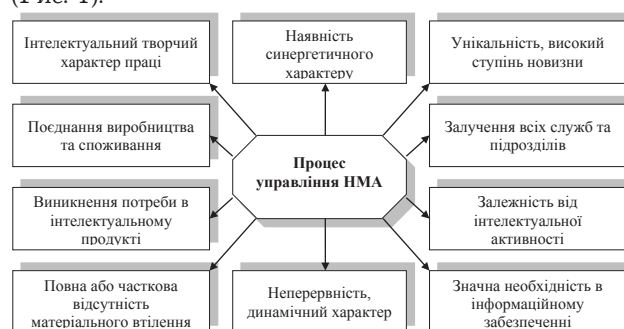 (Рис. 1).
Інтелектуальний творчий
характер праці
Наявність
синергетичного
характеру
Унікальність, високий
ступінь новизни
Поєднання виробництва
та споживання
Залучення всіх служб та
підрозділів
Процес
управління НМА
Виникнення потреби в
інтелектуальному
продукті
Залежність від
інтелектуальної
активності
Повна або часткова
відсутність
матеріального втілення
Неперервність,
динамічний характер
Значна необхідність в
інформаційному
забезпеченні